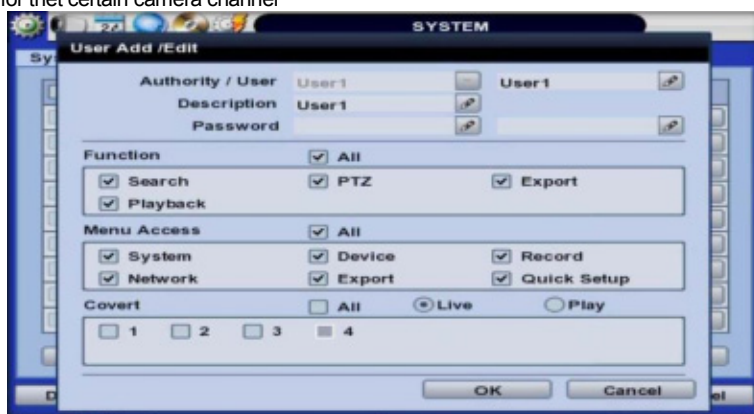 for thet certain camera channel
SYSTEM
User Add /Edit
Authority / User User1 User1
Description User1
Password
Function All
Search PTZ Export
Playback
Menu Access All
System Device Record
Network Export Quick Setup
Covert All Live Play
1 2 3 4
OK Cancel